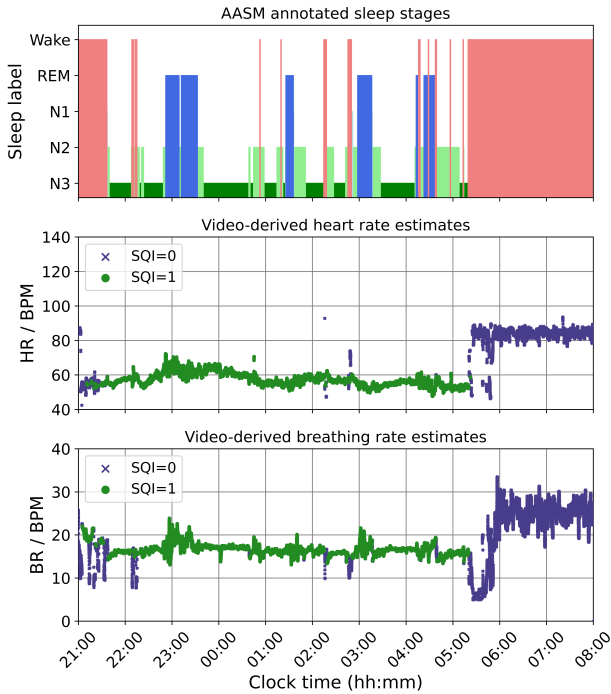 AASM annotated sleep stages
Sleep label
Wake
REM
N1
N2
N3
Video-derived heart rate estimates
HR / BPM
140
120
100
80
60
40
SQI=0
SQI=1
Video-derived breathing rate estimates
BR / BPM
40
30
20
10
0
SQI=0
SQI=1
21:00 22:00 23:00 00:00 01:00 02:00 03:00 04:00 05:00 06:00 07:00 08:00
Clock time (hh:mm)